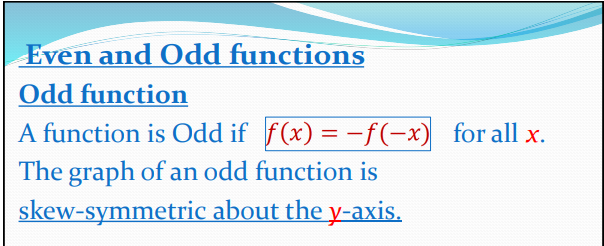 Even and Odd functions
Odd function
A function is Odd if f(x) = −f(−x) for all x.
The graph of an odd function is
skew-symmetric about the y-axis.